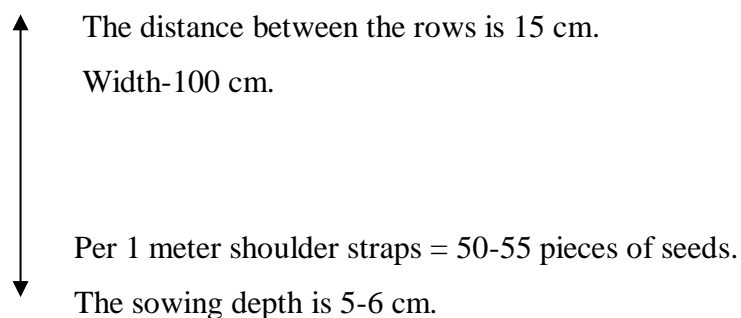 The distance between the rows is 15 cm.
Width-100 cm.
Per 1 meter shoulder straps = 50-55 pieces of seeds.
The sowing depth is 5-6 cm.